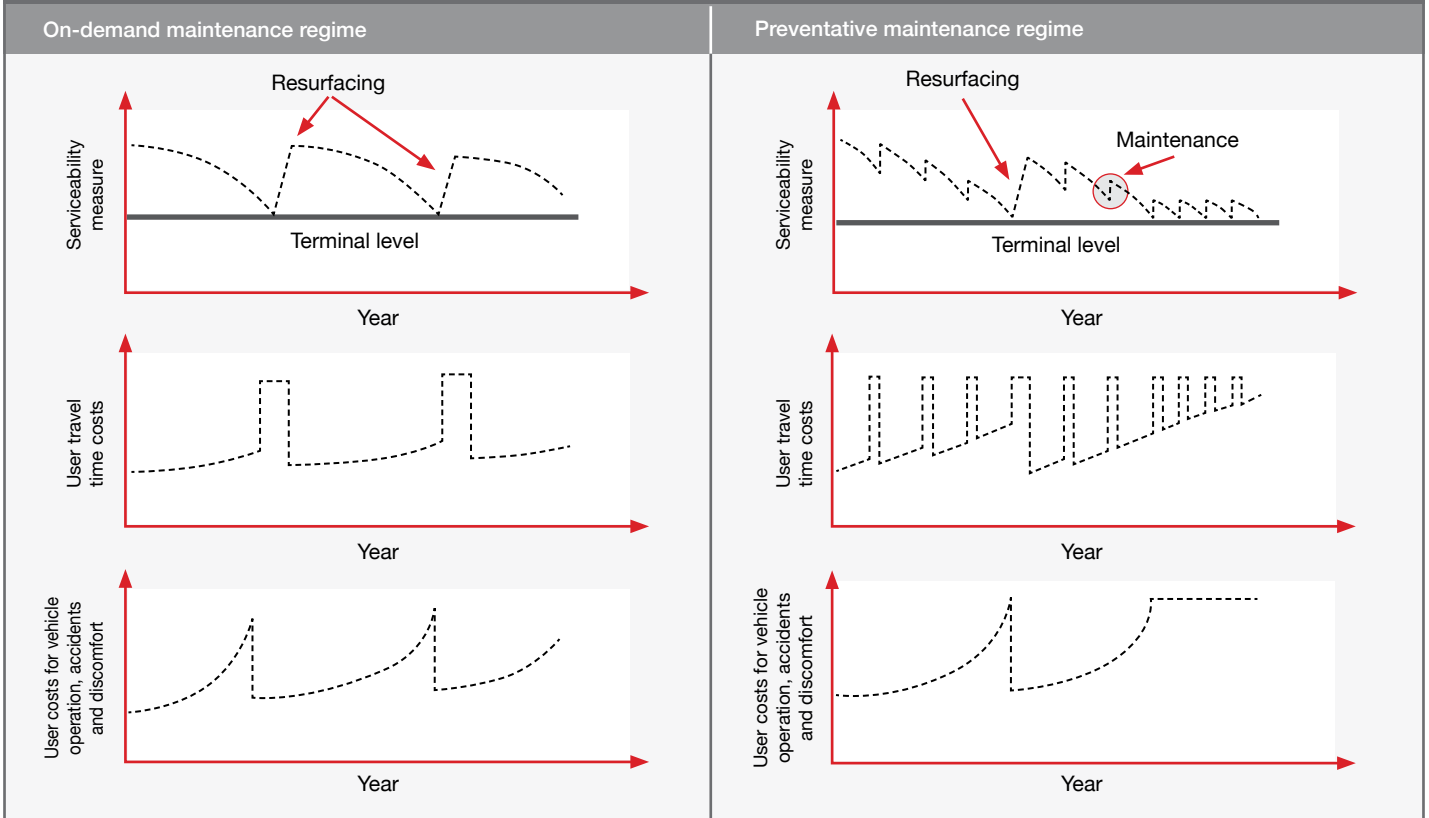 On-demand maintenance regime
Preventative maintenance regime
Resurfacing
Serviceability
measure
Terminal level
Year
Resurfacing
Maintenance
Serviceability
measure
Terminal level
Year
User travel
time costs
Year
User travel
time costs
Year
User costs for vehicle
operation, accidents
and discomfort
Year
User costs for vehicle
operation, accidents
and discomfort
Year